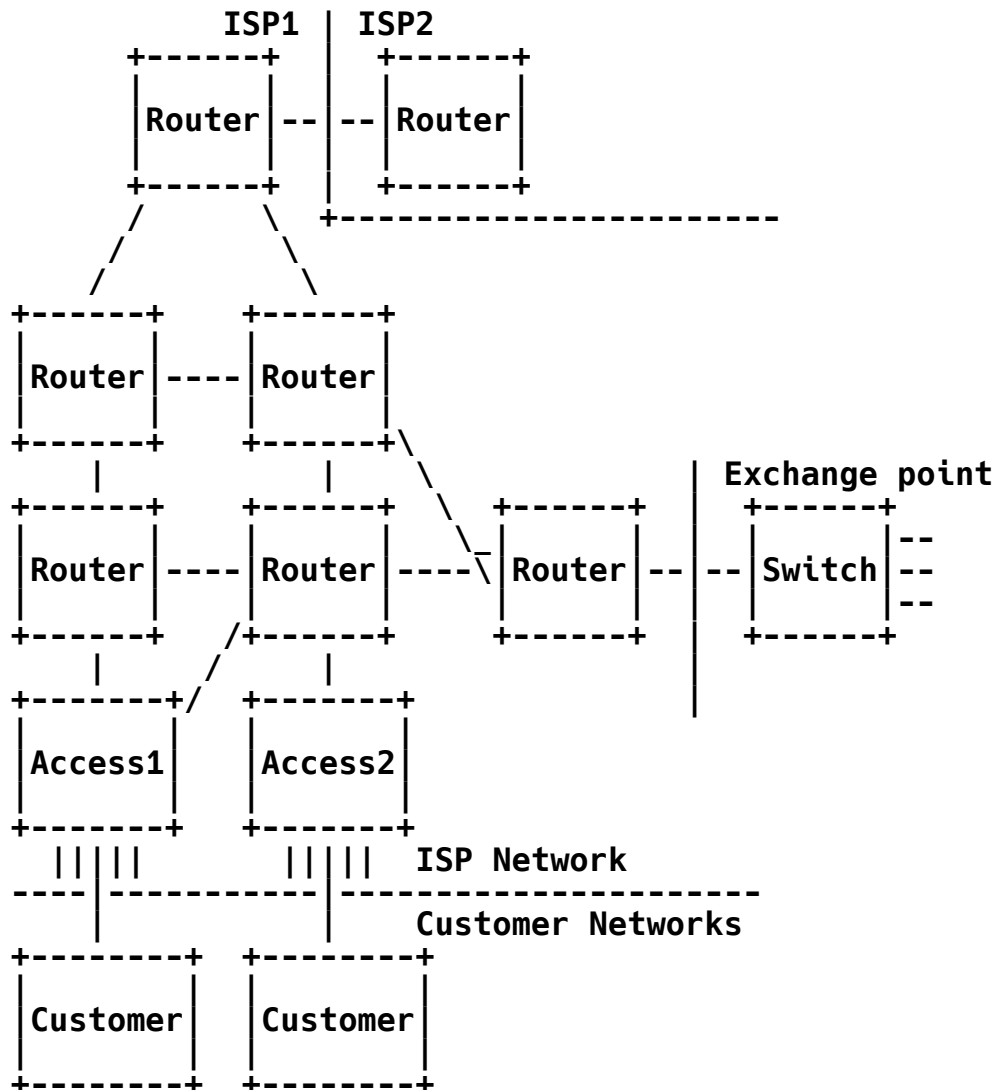 ISP1 | ISP2
+------+ | +------+
| | | | |
|Router|--|--|Router|
| | | | |
+------+ | +------+
/ \ +-----------------------
/ \
/ \
+------+ +------+
| | | |
|Router|----|Router|
| | | |
+------+ +------+\
| | \ | Exchange point
+------+ +------+ \ +------+ | +------+
| | | | \_| | | | |--
|Router|----|Router|----\|Router|--|--|Switch|--
| | | | | | | | |--
+------+ /+------+ +------+ | +------+
| / | |
+-------+/ +-------+ |
| | | |
|Access1| |Access2|
| | | |
+-------+ +-------+
||||| ||||| ISP Network
----|-----------|----------------------
| | Customer Networks
+--------+ +--------+
| | | |
|Customer| |Customer|
| | | |
+--------+ +--------+